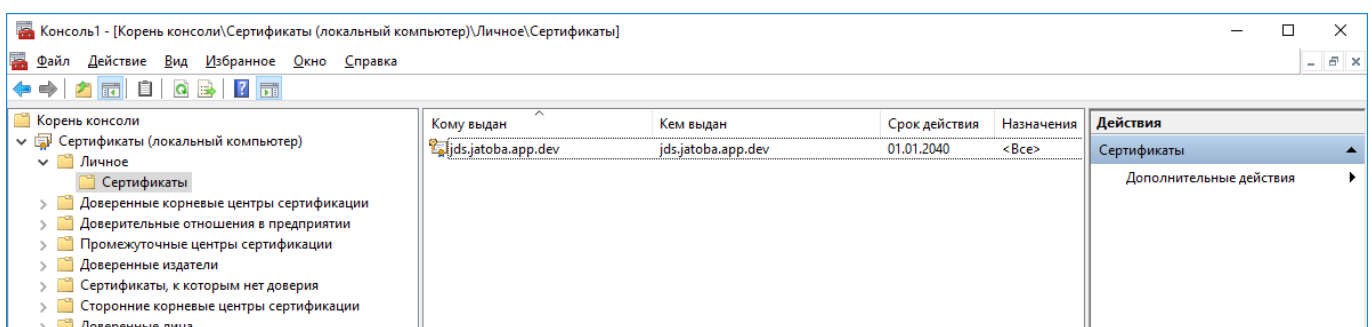 Консоль1 - [Корень консоли\Сертификаты (локальный компьютер)\Личное\Сертификаты]
Файл Действие Вид Избранное Окно Справка
Корень консоли
Сертификаты (локальный компьютер)
Личное
Сертификаты
Доверенные корневые центры сертификации
Доверительные отношения в предприятии
Промежуточные центры сертификации
Доверенные издатели
Сертификаты, к которым нет доверия
Сторонние корневые центры сертификации
Доверенные лица
Кому выдан Кем выдан Срок действия Назначения
jds.jatoba.app.dev jds.jatoba.app.dev 01.01.2040 <Все>
Действия
Сертификаты
Дополнительные действия